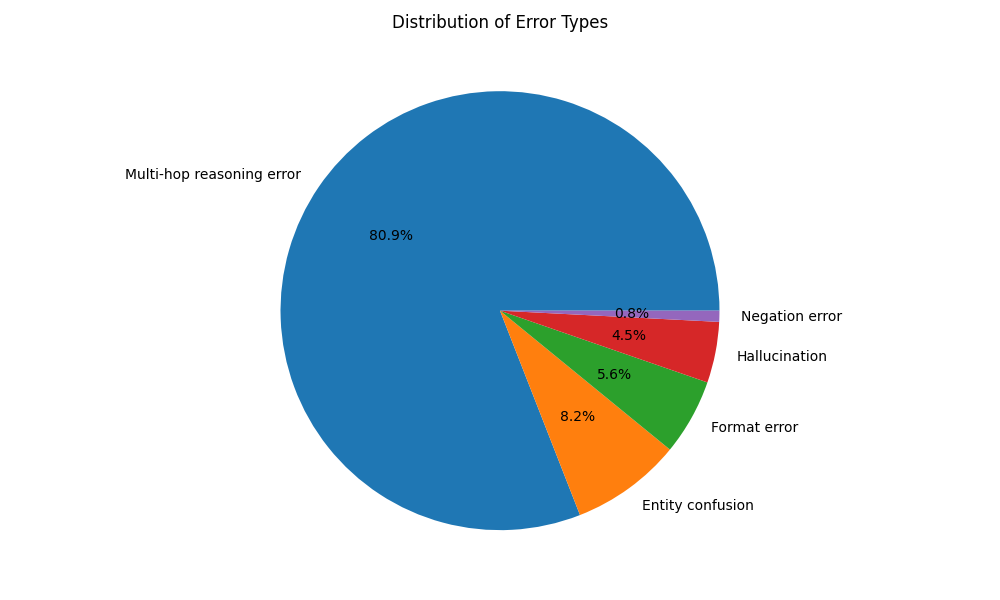 Distribution of Error Types
Multi-hop reasoning error
80.9%
0.8%
Negation error
4.5%
Hallucination
5.6%
Format error
8.2%
Entity confusion